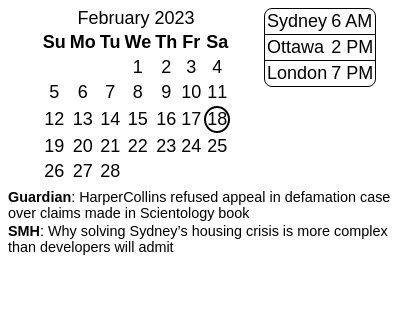 February 2023
Su Mo Tu We Th Fr Sa
1 2 3 4
5 6 7 8 9 10 11
12 13 14 15 16 17 18
19 20 21 22 23 24 25
26 27 28
Sydney 6 AM
Ottawa 2 PM
London 7 PM
Guardian: HarperCollins refused appeal in defamation case
over claims made in Scientology book
SMH: Why solving Sydney’s housing crisis is more complex
than developers will admit